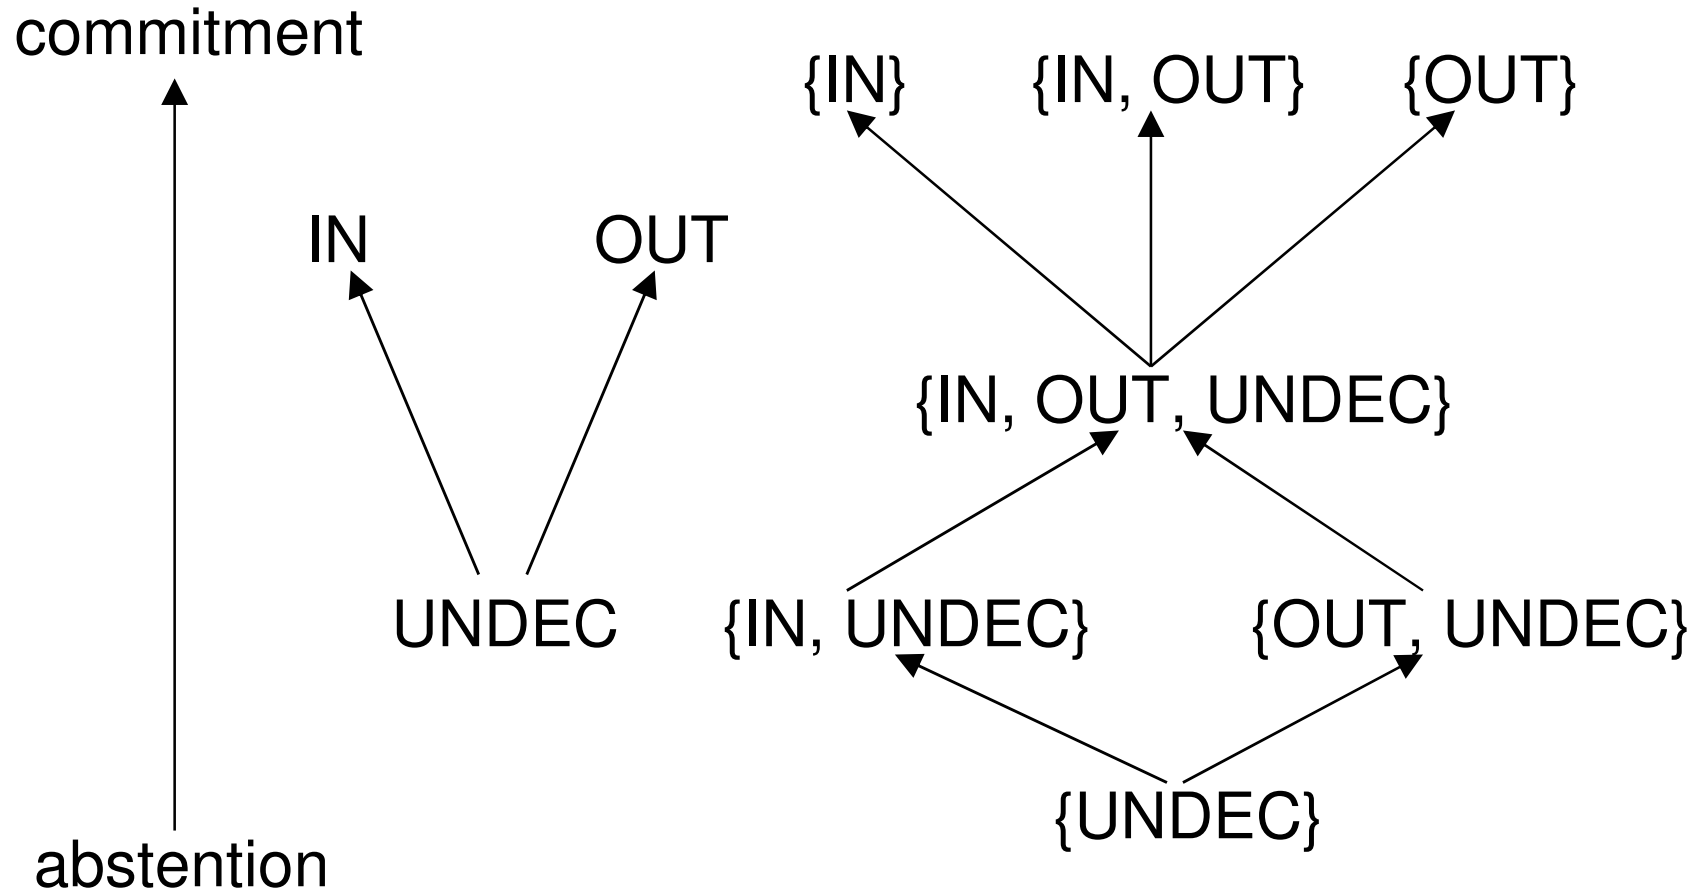 commitment
{IN} {IN, OUT} {OUT}
IN OUT
{IN, OUT, UNDEC}
UNDEC {IN, UNDEC} {OUT, UNDEC}
{UNDEC}
abstention